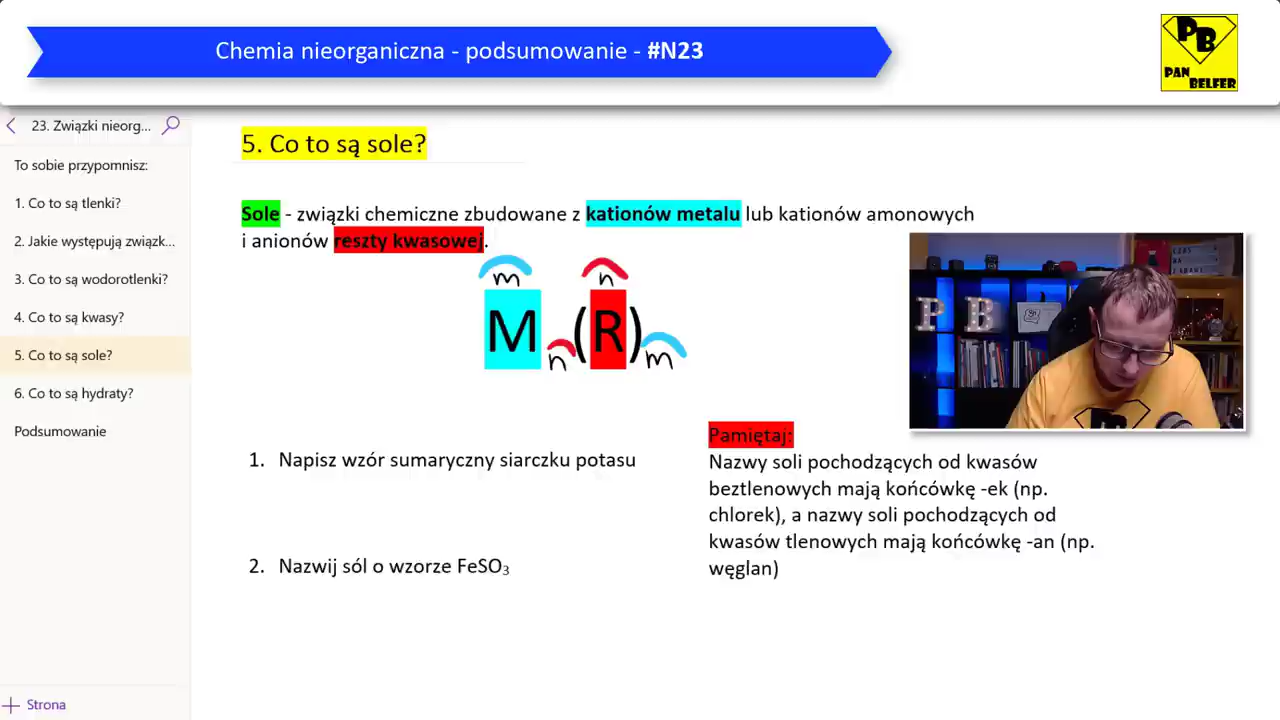 Chemia nieorganiczna - podsumowanie - #N23
PB
PAN
BELFER
23. Związki nieorg...
To sobie przypomnisz:
1. Co to są tlenki?
2. Jakie występują związk...
3. Co to są wodorotlenki?
4. Co to są kwasy?
5. Co to są sole?
6. Co to są hydraty?
Podsumowanie
Strona
5. Co to są sole?
Sole - związki chemiczne zbudowane z kationów metalu lub kationów amonowych
i anionów reszty kwasowej.
m n
M n (R) m
1. Napisz wzór sumaryczny siarczku potasu
2. Nazwij sól o wzorze FeSO₃
Pamiętaj:
Nazwy soli pochodzących od kwasów
beztlenowych mają końcówkę -ek (np.
chlorek), a nazwy soli pochodzących od
kwasów tlenowych mają końcówkę -an (np.
węglan)
P B